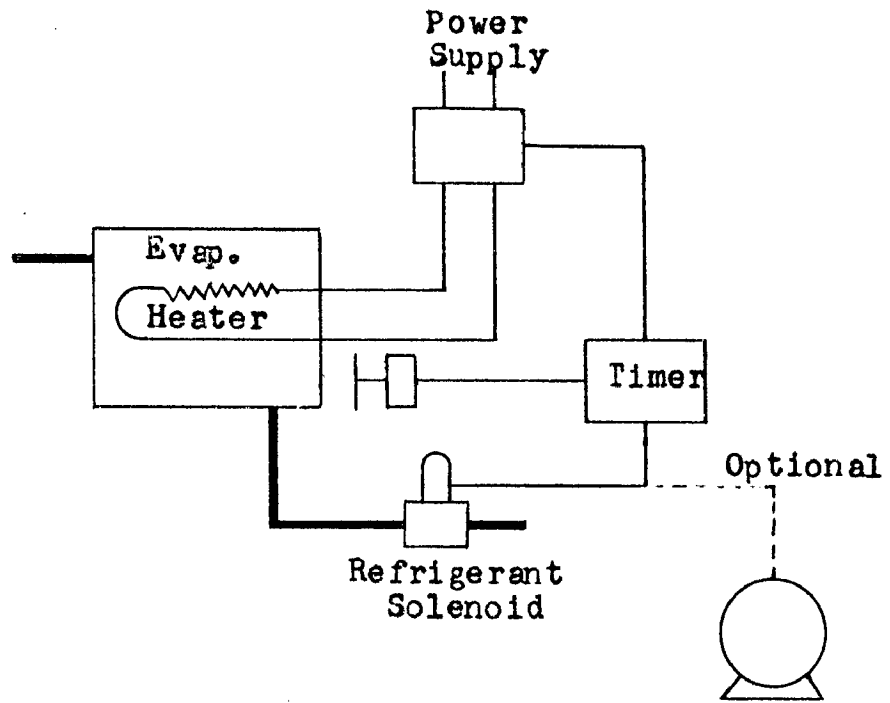 Power
Supply
Evap.
Heater
Timer
Optional
Refrigerant
Solenoid